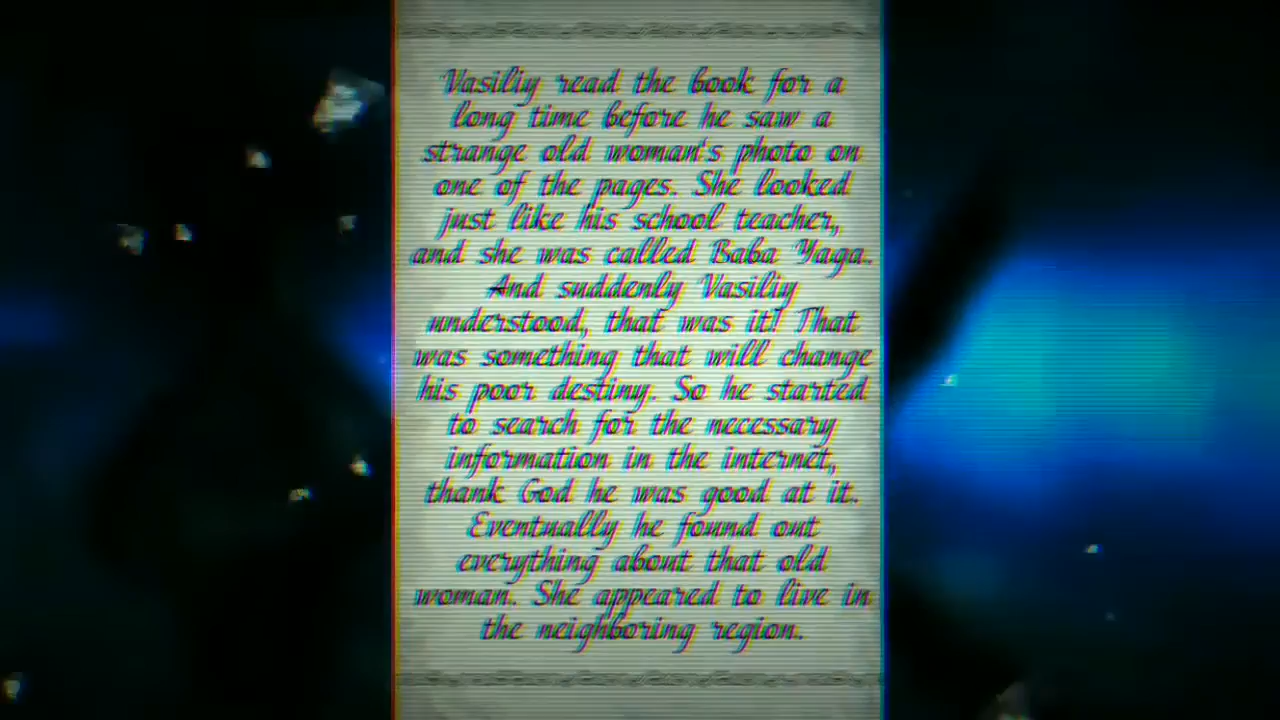 Vasiliy read the book for a
long time before he saw a
strange old woman's photo on
one of the pages. She looked
just like his school teacher,
and she was called Baba Yaga.
And suddenly Vasiliy
understood, that was it! That
was something that will change
his poor destiny. So he started
to search for the necessary
information in the internet,
thank God he was good at it.
Eventually he found out
everything about that old
woman. She appeared to live in
the neighboring region.